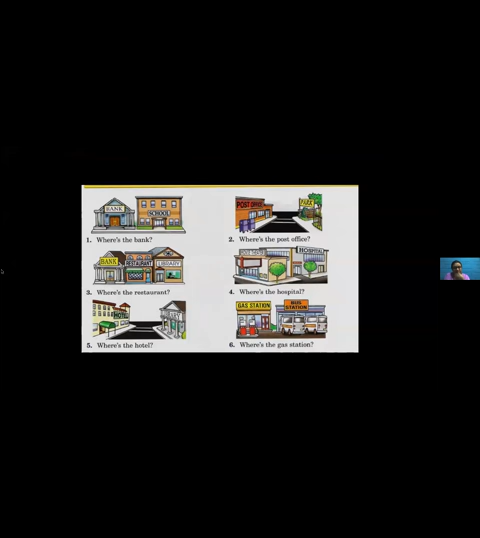 BANK
SCHOOL
1. Where's the bank?
POST OFFICE
PARK
2. Where's the post office?
BANK
RESTAURANT
LIBRARY
3. Where's the restaurant?
HOSPITAL
4. Where's the hospital?
HOTEL
5. Where's the hotel?
GAS STATION
BUS
STATION
6. Where's the gas station?